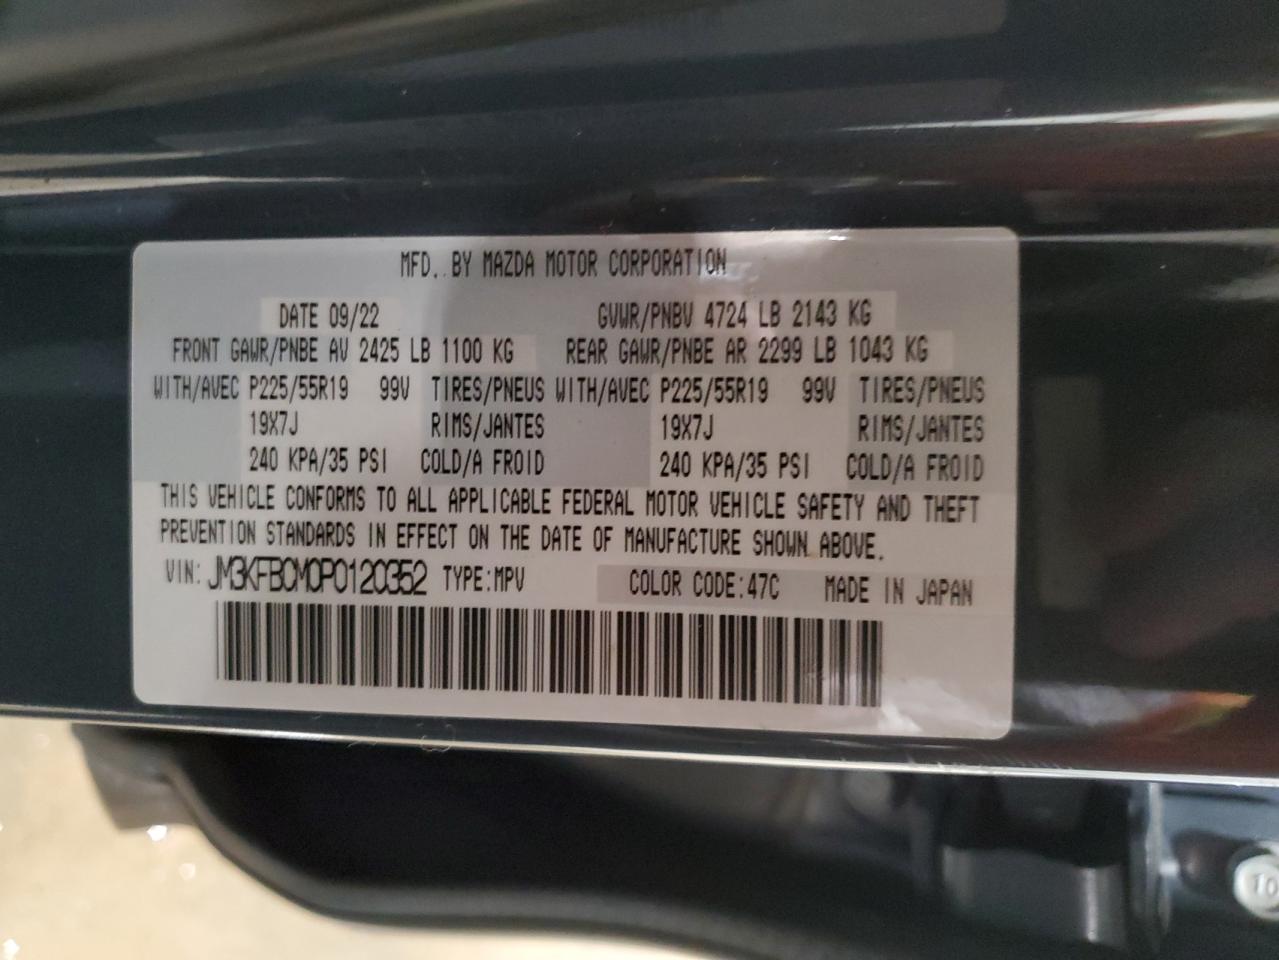 MFD. BY MAZDA MOTOR CORPORATION
DATE 09/22 GVWR/PNBV 4724 LB 2143 KG
FRONT GAWR/PNBE AV 2425 LB 1100 KG REAR GAWR/PNBE AR 2299 LB 1043 KG
WITH/AVEC P225/55R19 99V TIRES/PNEUS WITH/AVEC P225/55R19 99V TIRES/PNEUS
19X7J RIMS/JANTES 19X7J RIMS/JANTES
240 KPA/35 PSI COLD/A FROID 240 KPA/35 PSI COLD/A FROID
THIS VEHICLE CONFORMS TO ALL APPLICABLE FEDERAL MOTOR VEHICLE SAFETY AND THEFT
PREVENTION STANDARDS IN EFFECT ON THE DATE OF MANUFACTURE SHOWN ABOVE.
VIN: JM3KFBCM0P0120352 TYPE:MPV COLOR CODE:47C MADE IN JAPAN
10